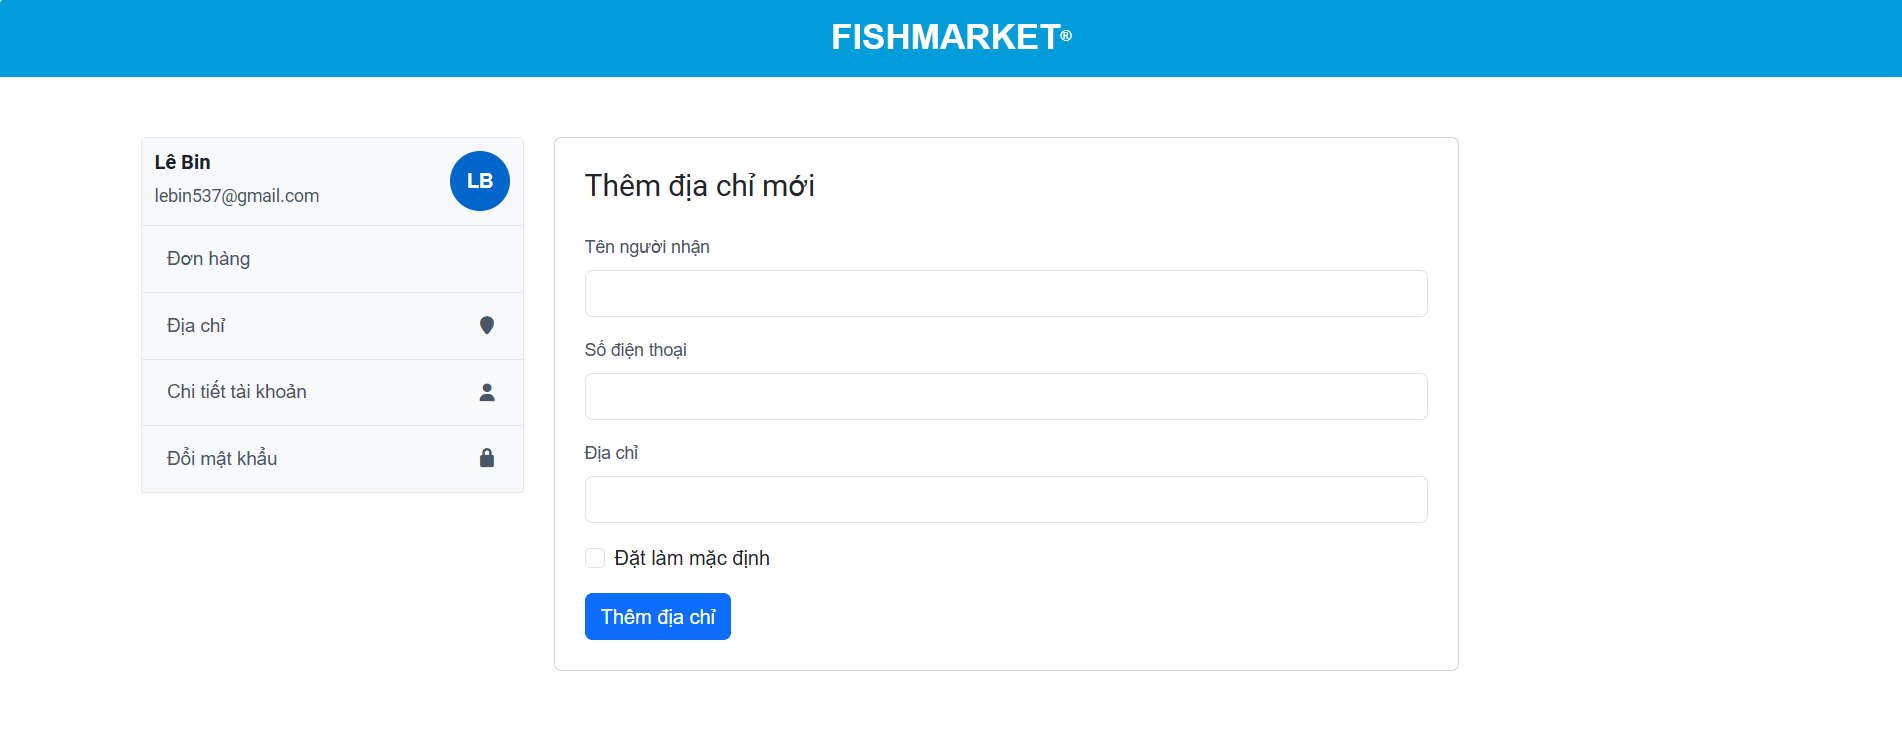 FISHMARKET®
Lê Bin
lebin537@gmail.com
LB
Đơn hàng
Địa chỉ
Chi tiết tài khoản
Đổi mật khẩu
Thêm địa chỉ mới
Tên người nhận
Số điện thoại
Địa chỉ
Đặt làm mặc định
Thêm địa chỉ